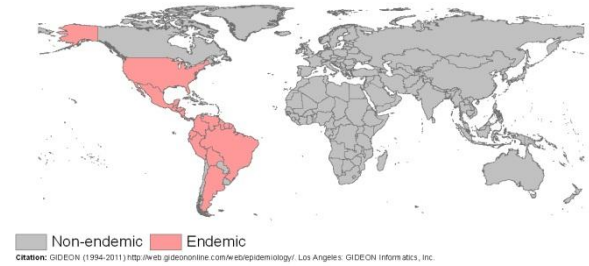 Non-endemic Endemic
Citation: GIDEON (1994-2011) http://web.gideononline.com/web/epidemiology/. Los Angeles: GIDEON Informatics, Inc.